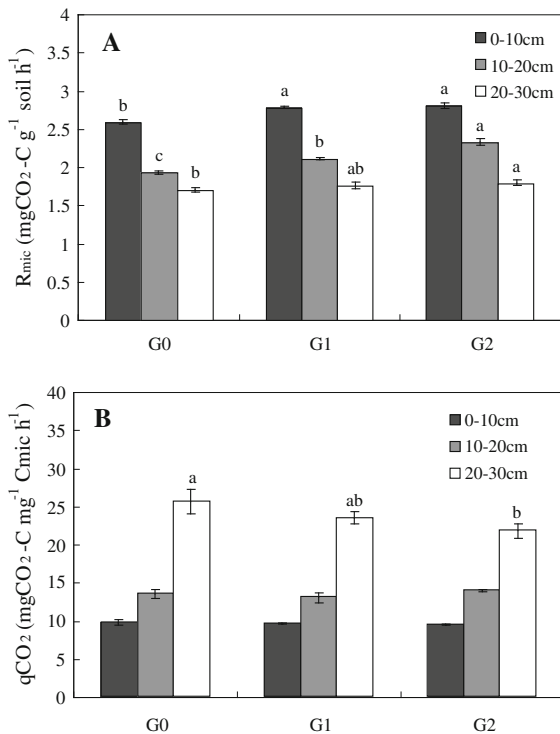 A
0-10cm
10-20cm
20-30cm
4
3.5
3
2.5
2
1.5
1
0.5
0
Rmic (mgCO2-C g-1 soil h-1)
b
c
b
a
b
ab
a
a
a
G0
G1
G2
B
0-10cm
10-20cm
20-30cm
40
35
30
25
20
15
10
5
0
qCO2 (mgCO2-C mg-1 Cmic h-1)
a
ab
b
G0
G1
G2